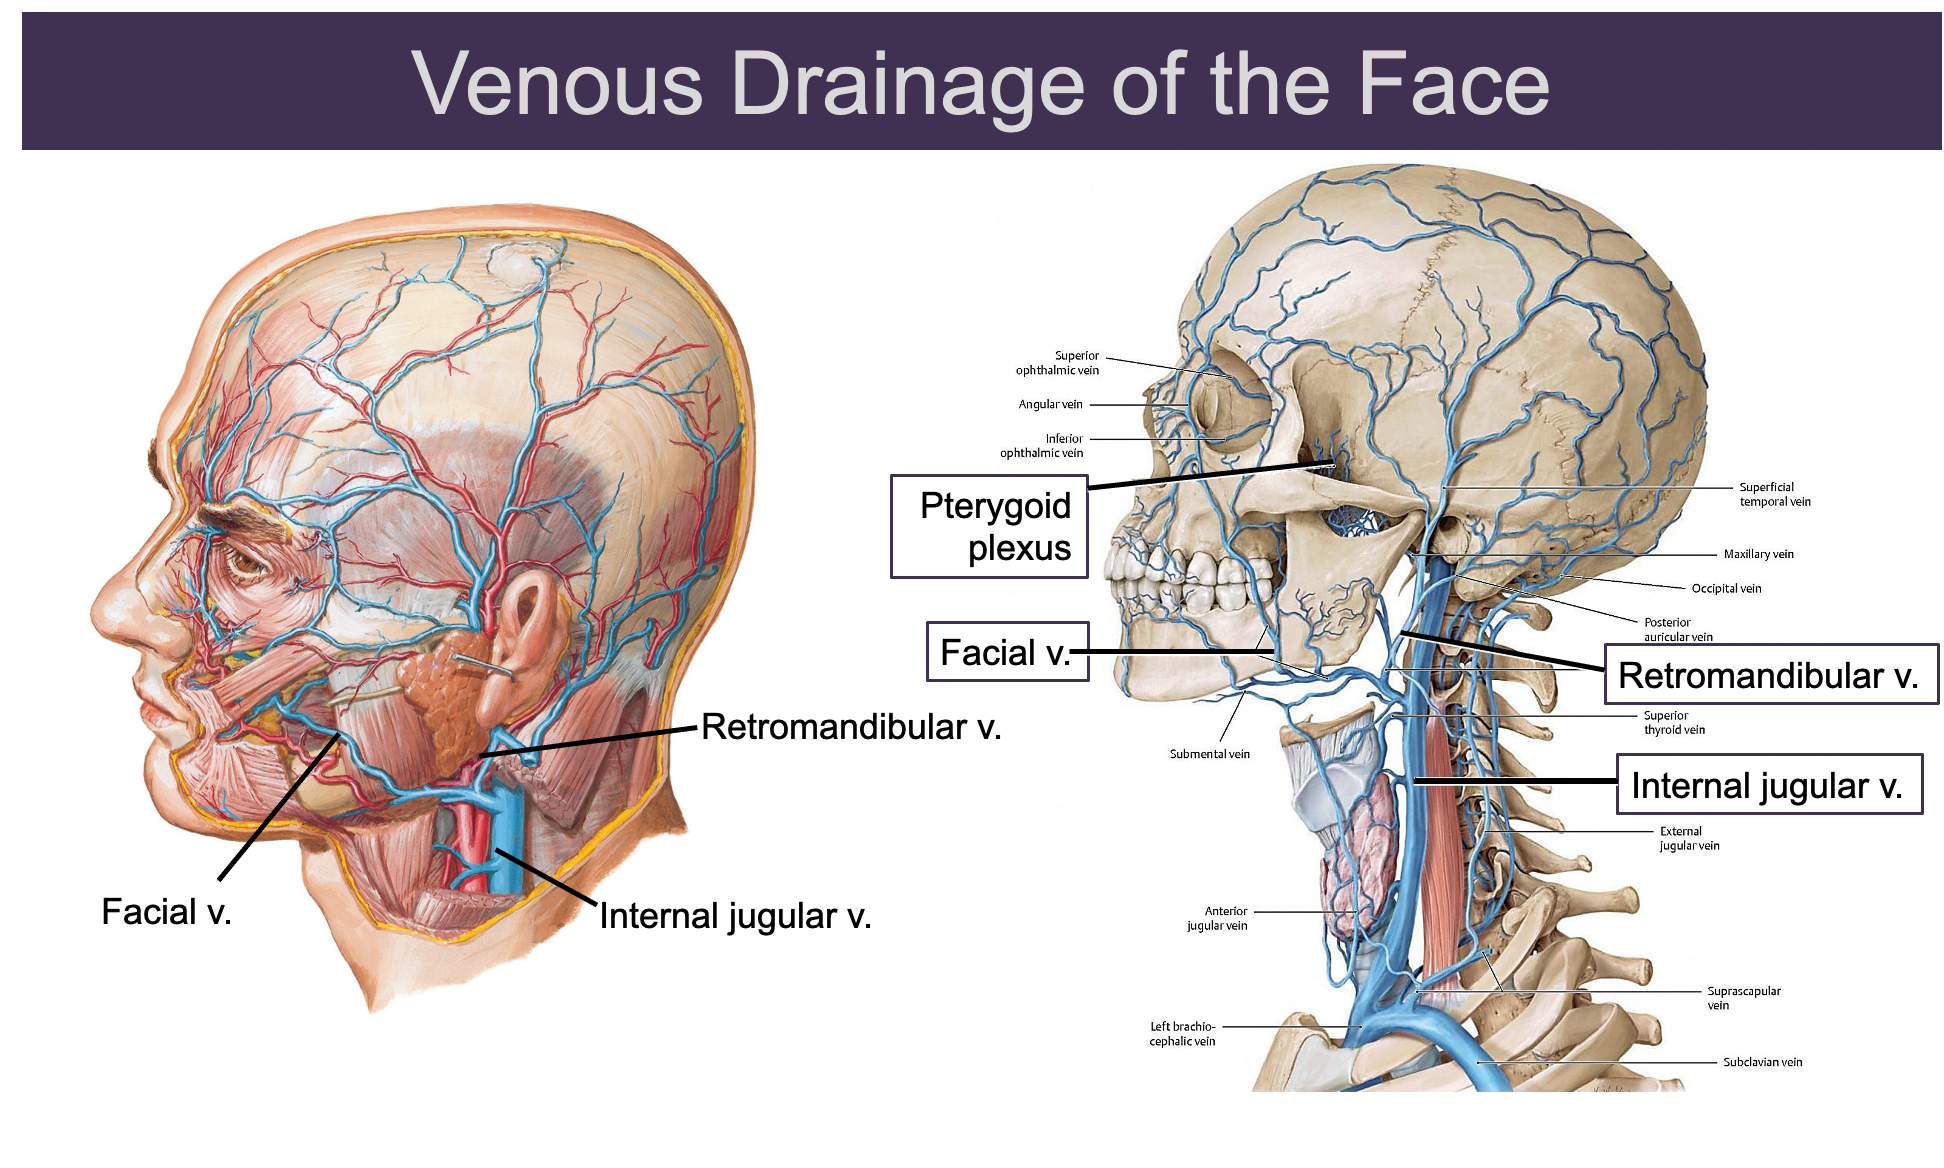 Venous Drainage of the Face
Retromandibular v.
Facial v.
Internal jugular v.
Superior
ophthalmic vein
Angular vein
Inferior
ophthalmic vein
Pterygoid
plexus
Facial v.
Submental vein
Anterior
jugular vein
Left brachio-
cephalic vein
Superficial
temporal vein
Maxillary vein
Occipital vein
Posterior
auricular vein
Retromandibular v.
Superior
thyroid vein
Internal jugular v.
External
jugular vein
Suprascapular
vein
Subclavian vein